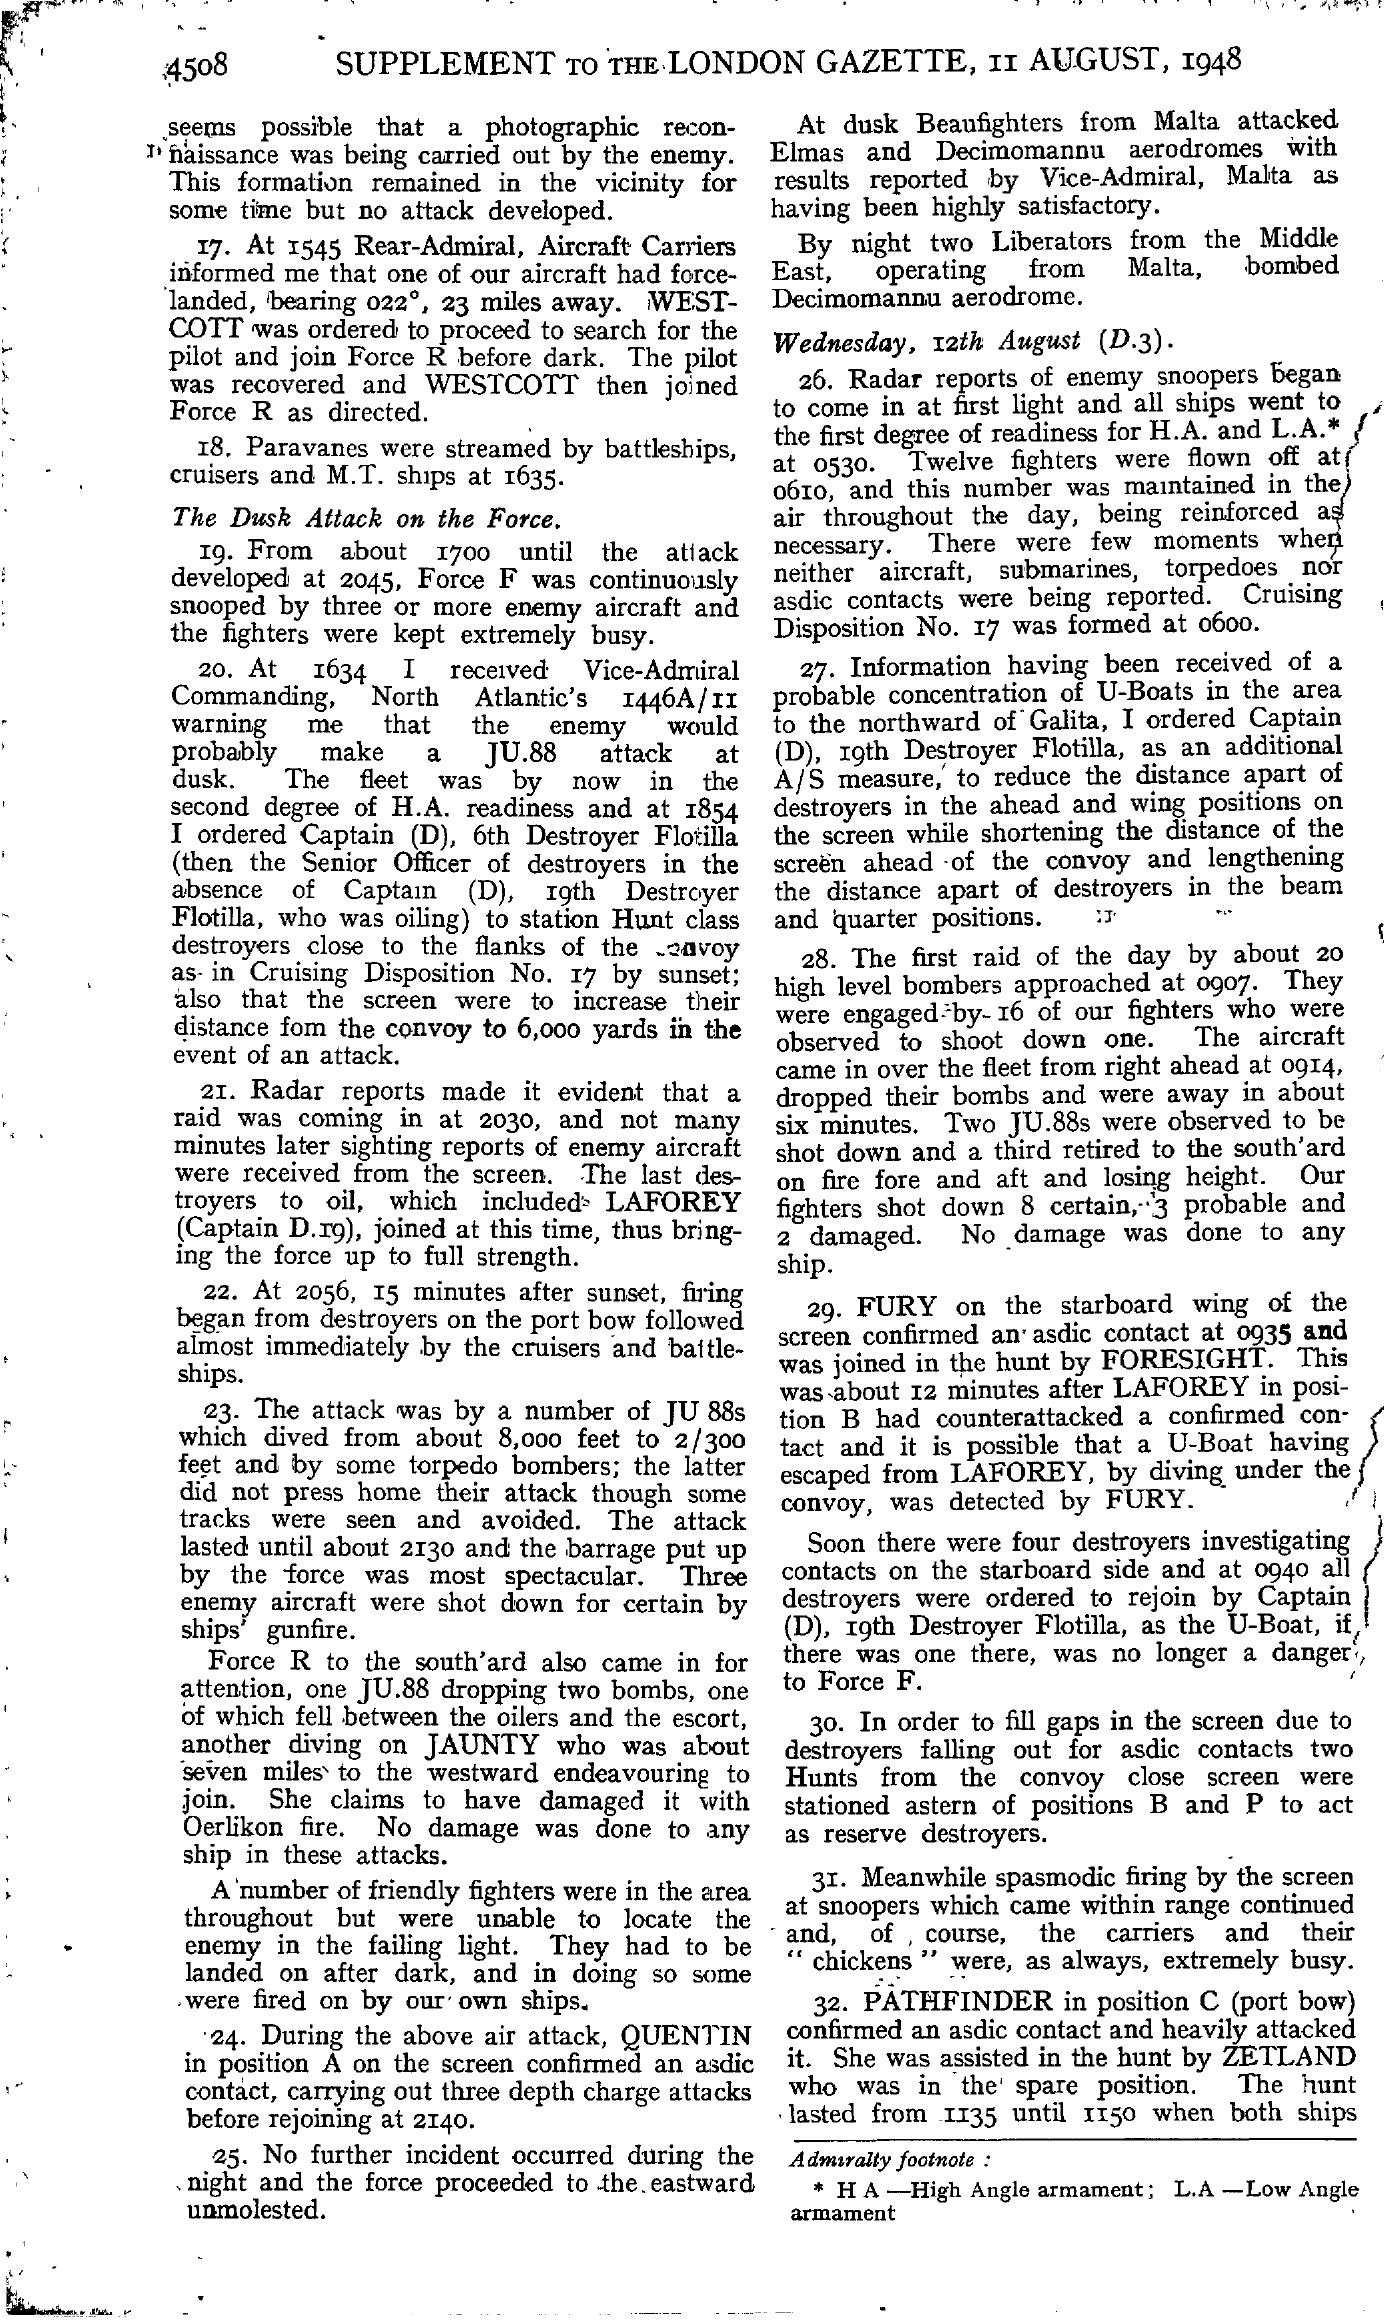 4508 SUPPLEMENT TO THE LONDON GAZETTE, 11 AUGUST, 1948
seems possible that a photographic recon-
naissance was being carried out by the enemy.
This formation remained in the vicinity for
some time but no attack developed.
17. At 1545 Rear-Admiral, Aircraft Carriers
informed me that one of our aircraft had force-
landed, bearing 022°, 23 miles away. WEST-
COTT was ordered to proceed to search for the
pilot and join Force R before dark. The pilot
was recovered and WESTCOTT then joined
Force R as directed.
18. Paravanes were streamed by battleships,
cruisers and M.T. ships at 1635.
The Dusk Attack on the Force.
19. From about 1700 until the attack
developed at 2045, Force F was continuously
snooped by three or more enemy aircraft and
the fighters were kept extremely busy.
20. At 1634 I received Vice-Admiral
Commanding, North Atlantic's 1446A/11
warning me that the enemy would
probably make a JU.88 attack at
dusk. The fleet was by now in the
second degree of H.A. readiness and at 1854
I ordered Captain (D), 6th Destroyer Flotilla
(then the Senior Officer of destroyers in the
absence of Captain (D), 19th Destroyer
Flotilla, who was oiling) to station Hunt class
destroyers close to the flanks of the convoy
as in Cruising Disposition No. 17 by sunset;
also that the screen were to increase their
distance fom the convoy to 6,000 yards in the
event of an attack.
21. Radar reports made it evident that a
raid was coming in at 2030, and not many
minutes later sighting reports of enemy aircraft
were received from the screen. The last des-
troyers to oil, which included LAFOREY
(Captain D.19), joined at this time, thus bring-
ing the force up to full strength.
22. At 2056, 15 minutes after sunset, firing
began from destroyers on the port bow followed
almost immediately by the cruisers and battle-
ships.
23. The attack was by a number of JU 88s
which dived from about 8,000 feet to 2/300
feet and by some torpedo bombers; the latter
did not press home their attack though some
tracks were seen and avoided. The attack
lasted until about 2130 and the barrage put up
by the force was most spectacular. Three
enemy aircraft were shot down for certain by
ships' gunfire.
Force R to the south'ard also came in for
attention, one JU.88 dropping two bombs, one
of which fell between the oilers and the escort,
another diving on JAUNTY who was about
seven miles to the westward endeavouring to
join. She claims to have damaged it with
Oerlikon fire. No damage was done to any
ship in these attacks.
A number of friendly fighters were in the area
throughout but were unable to locate the
enemy in the failing light. They had to be
landed on after dark, and in doing so some
were fired on by our own ships.
24. During the above air attack, QUENTIN
in position A on the screen confirmed an asdic
contact, carrying out three depth charge attacks
before rejoining at 2140.
25. No further incident occurred during the
night and the force proceeded to the eastward
unmolested.
At dusk Beaufighters from Malta attacked
Elmas and Decimomannu aerodromes with
results reported by Vice-Admiral, Malta as
having been highly satisfactory.
By night two Liberators from the Middle
East, operating from Malta, bombed
Decimomannu aerodrome.
Wednesday, 12th August (D.3).
26. Radar reports of enemy snoopers began
to come in at first light and all ships went to
the first degree of readiness for H.A. and L.A.*
at 0530. Twelve fighters were flown off at
0610, and this number was maintained in the
air throughout the day, being reinforced as
necessary. There were few moments when
neither aircraft, submarines, torpedoes nor
asdic contacts were being reported. Cruising
Disposition No. 17 was formed at 0600.
27. Information having been received of a
probable concentration of U-Boats in the area
to the northward of Galita, I ordered Captain
(D), 19th Destroyer Flotilla, as an additional
A/S measure, to reduce the distance apart of
destroyers in the ahead and wing positions on
the screen while shortening the distance of the
screen ahead of the convoy and lengthening
the distance apart of destroyers in the beam
and quarter positions.
28. The first raid of the day by about 20
high level bombers approached at 0907. They
were engaged by 16 of our fighters who were
observed to shoot down one. The aircraft
came in over the fleet from right ahead at 0914,
dropped their bombs and were away in about
six minutes. Two JU.88s were observed to be
shot down and a third retired to the south'ard
on fire fore and aft and losing height. Our
fighters shot down 8 certain, 3 probable and
2 damaged. No damage was done to any
ship.
29. FURY on the starboard wing of the
screen confirmed an asdic contact at 0935 and
was joined in the hunt by FORESIGHT. This
was about 12 minutes after LAFOREY in posi-
tion B had counterattacked a confirmed con-
tact and it is possible that a U-Boat having
escaped from LAFOREY, by diving under the
convoy, was detected by FURY.
Soon there were four destroyers investigating
contacts on the starboard side and at 0940 all
destroyers were ordered to rejoin by Captain
(D), 19th Destroyer Flotilla, as the U-Boat, if
there was one there, was no longer a danger
to Force F.
30. In order to fill gaps in the screen due to
destroyers falling out for asdic contacts two
Hunts from the convoy close screen were
stationed astern of positions B and P to act
as reserve destroyers.
31. Meanwhile spasmodic firing by the screen
at snoopers which came within range continued
and, of course, the carriers and their
" chickens " were, as always, extremely busy.
32. PATHFINDER in position C (port bow)
confirmed an asdic contact and heavily attacked
it. She was assisted in the hunt by ZETLAND
who was in the spare position. The hunt
lasted from 1135 until 1150 when both ships
Admiralty footnote :
* H A —High Angle armament; L.A —Low Angle
armament